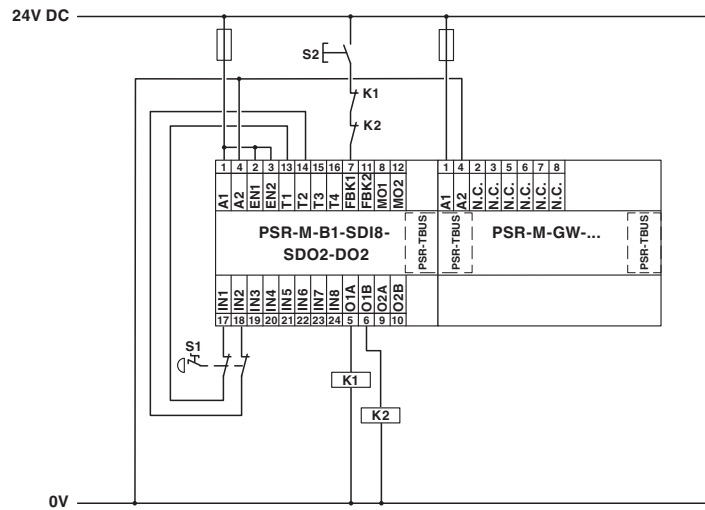 24V DC
S2
K1
K2
1 4 2 3 13 14 15 16 7 11 8 12
A1 A2 EN1 EN2 T1 T2 T3 T4 FBK1 FBK2 MO1 MO2
1 4 2 3 5 6 7 8
A1 A2 N.C. N.C. N.C. N.C. N.C. N.C.
PSR-M-B1-SDI8-
SDO2-DO2
PSR-TBUS
PSR-TBUS
PSR-M-GW-...
PSR-TBUS
IN1 IN2 IN3 IN4 IN5 IN6 IN7 IN8 O1A O1B O2A O2B
17 18 19 20 21 22 23 24 5 6 9 10
S1
K1
K2
0V